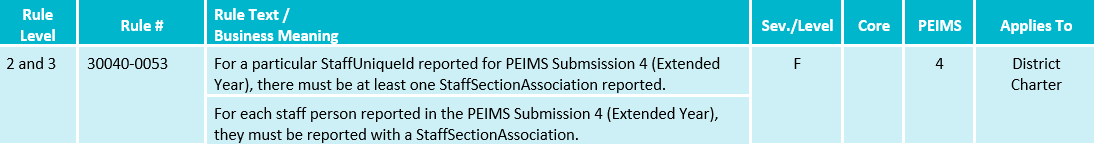 Rule Level
Rule #
Rule Text /
Business Meaning
Sev./Level
Core
PEIMS
Applies To
2 and 3
30040-0053
For a particular StaffUniqueId reported for PEIMS Submsission 4 (Extended
Year), there must be at least one StaffSectionAssociation reported.
F
4
District
Charter
For each staff person reported in the PEIMS Submission 4 (Extended Year),
they must be reported with a StaffSectionAssociation.